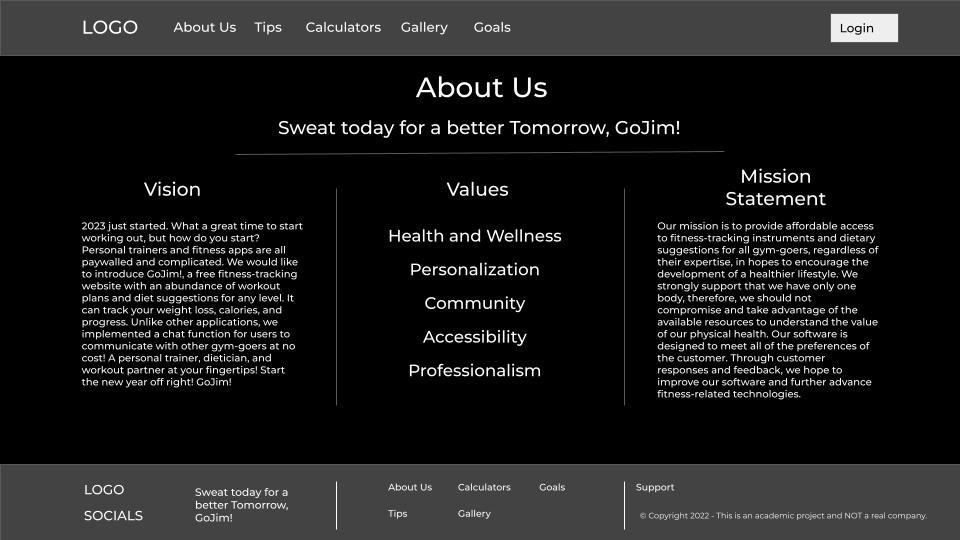 LOGO About Us Tips Calculators Gallery Goals Login
About Us
Sweat today for a better Tomorrow, GoJim!
Vision
2023 just started. What a great time to start
working out, but how do you start?
Personal trainers and fitness apps are all
paywalled and complicated. We would like
to introduce GoJim!, a free fitness-tracking
website with an abundance of workout
plans and diet suggestions for any level. It
can track your weight loss, calories, and
progress. Unlike other applications, we
implemented a chat function for users to
communicate with other gym-goers at no
cost! A personal trainer, dietician, and
workout partner at your fingertips! Start
the new year off right! GoJim!
Values
Health and Wellness
Personalization
Community
Accessibility
Professionalism
Mission
Statement
Our mission is to provide affordable access
to fitness-tracking instruments and dietary
suggestions for all gym-goers, regardless of
their expertise, in hopes to encourage the
development of a healthier lifestyle. We
strongly support that we have only one
body, therefore, we should not
compromise and take advantage of the
available resources to understand the value
of our physical health. Our software is
designed to meet all of the preferences of
the customer. Through customer
responses and feedback, we hope to
improve our software and further advance
fitness-related technologies.
LOGO
SOCIALS
Sweat today for a
better Tomorrow,
GoJim!
About Us Calculators Goals
Tips Gallery
Support
© Copyright 2022 - This is an academic project and NOT a real company.